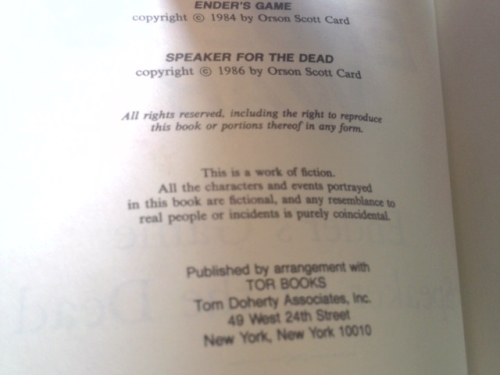 ENDER'S GAME
copyright © 1984 by Orson Scott Card
SPEAKER FOR THE DEAD
copyright © 1986 by Orson Scott Card
All rights reserved, including the right to reproduce
this book or portions thereof in any form.
This is a work of fiction.
All the characters and events portrayed
in this book are fictional, and any resemblance to
real people or incidents is purely coincidental.
Published by arrangement with
TOR BOOKS
Tom Doherty Associates, Inc.
49 West 24th Street
New York, New York 10010